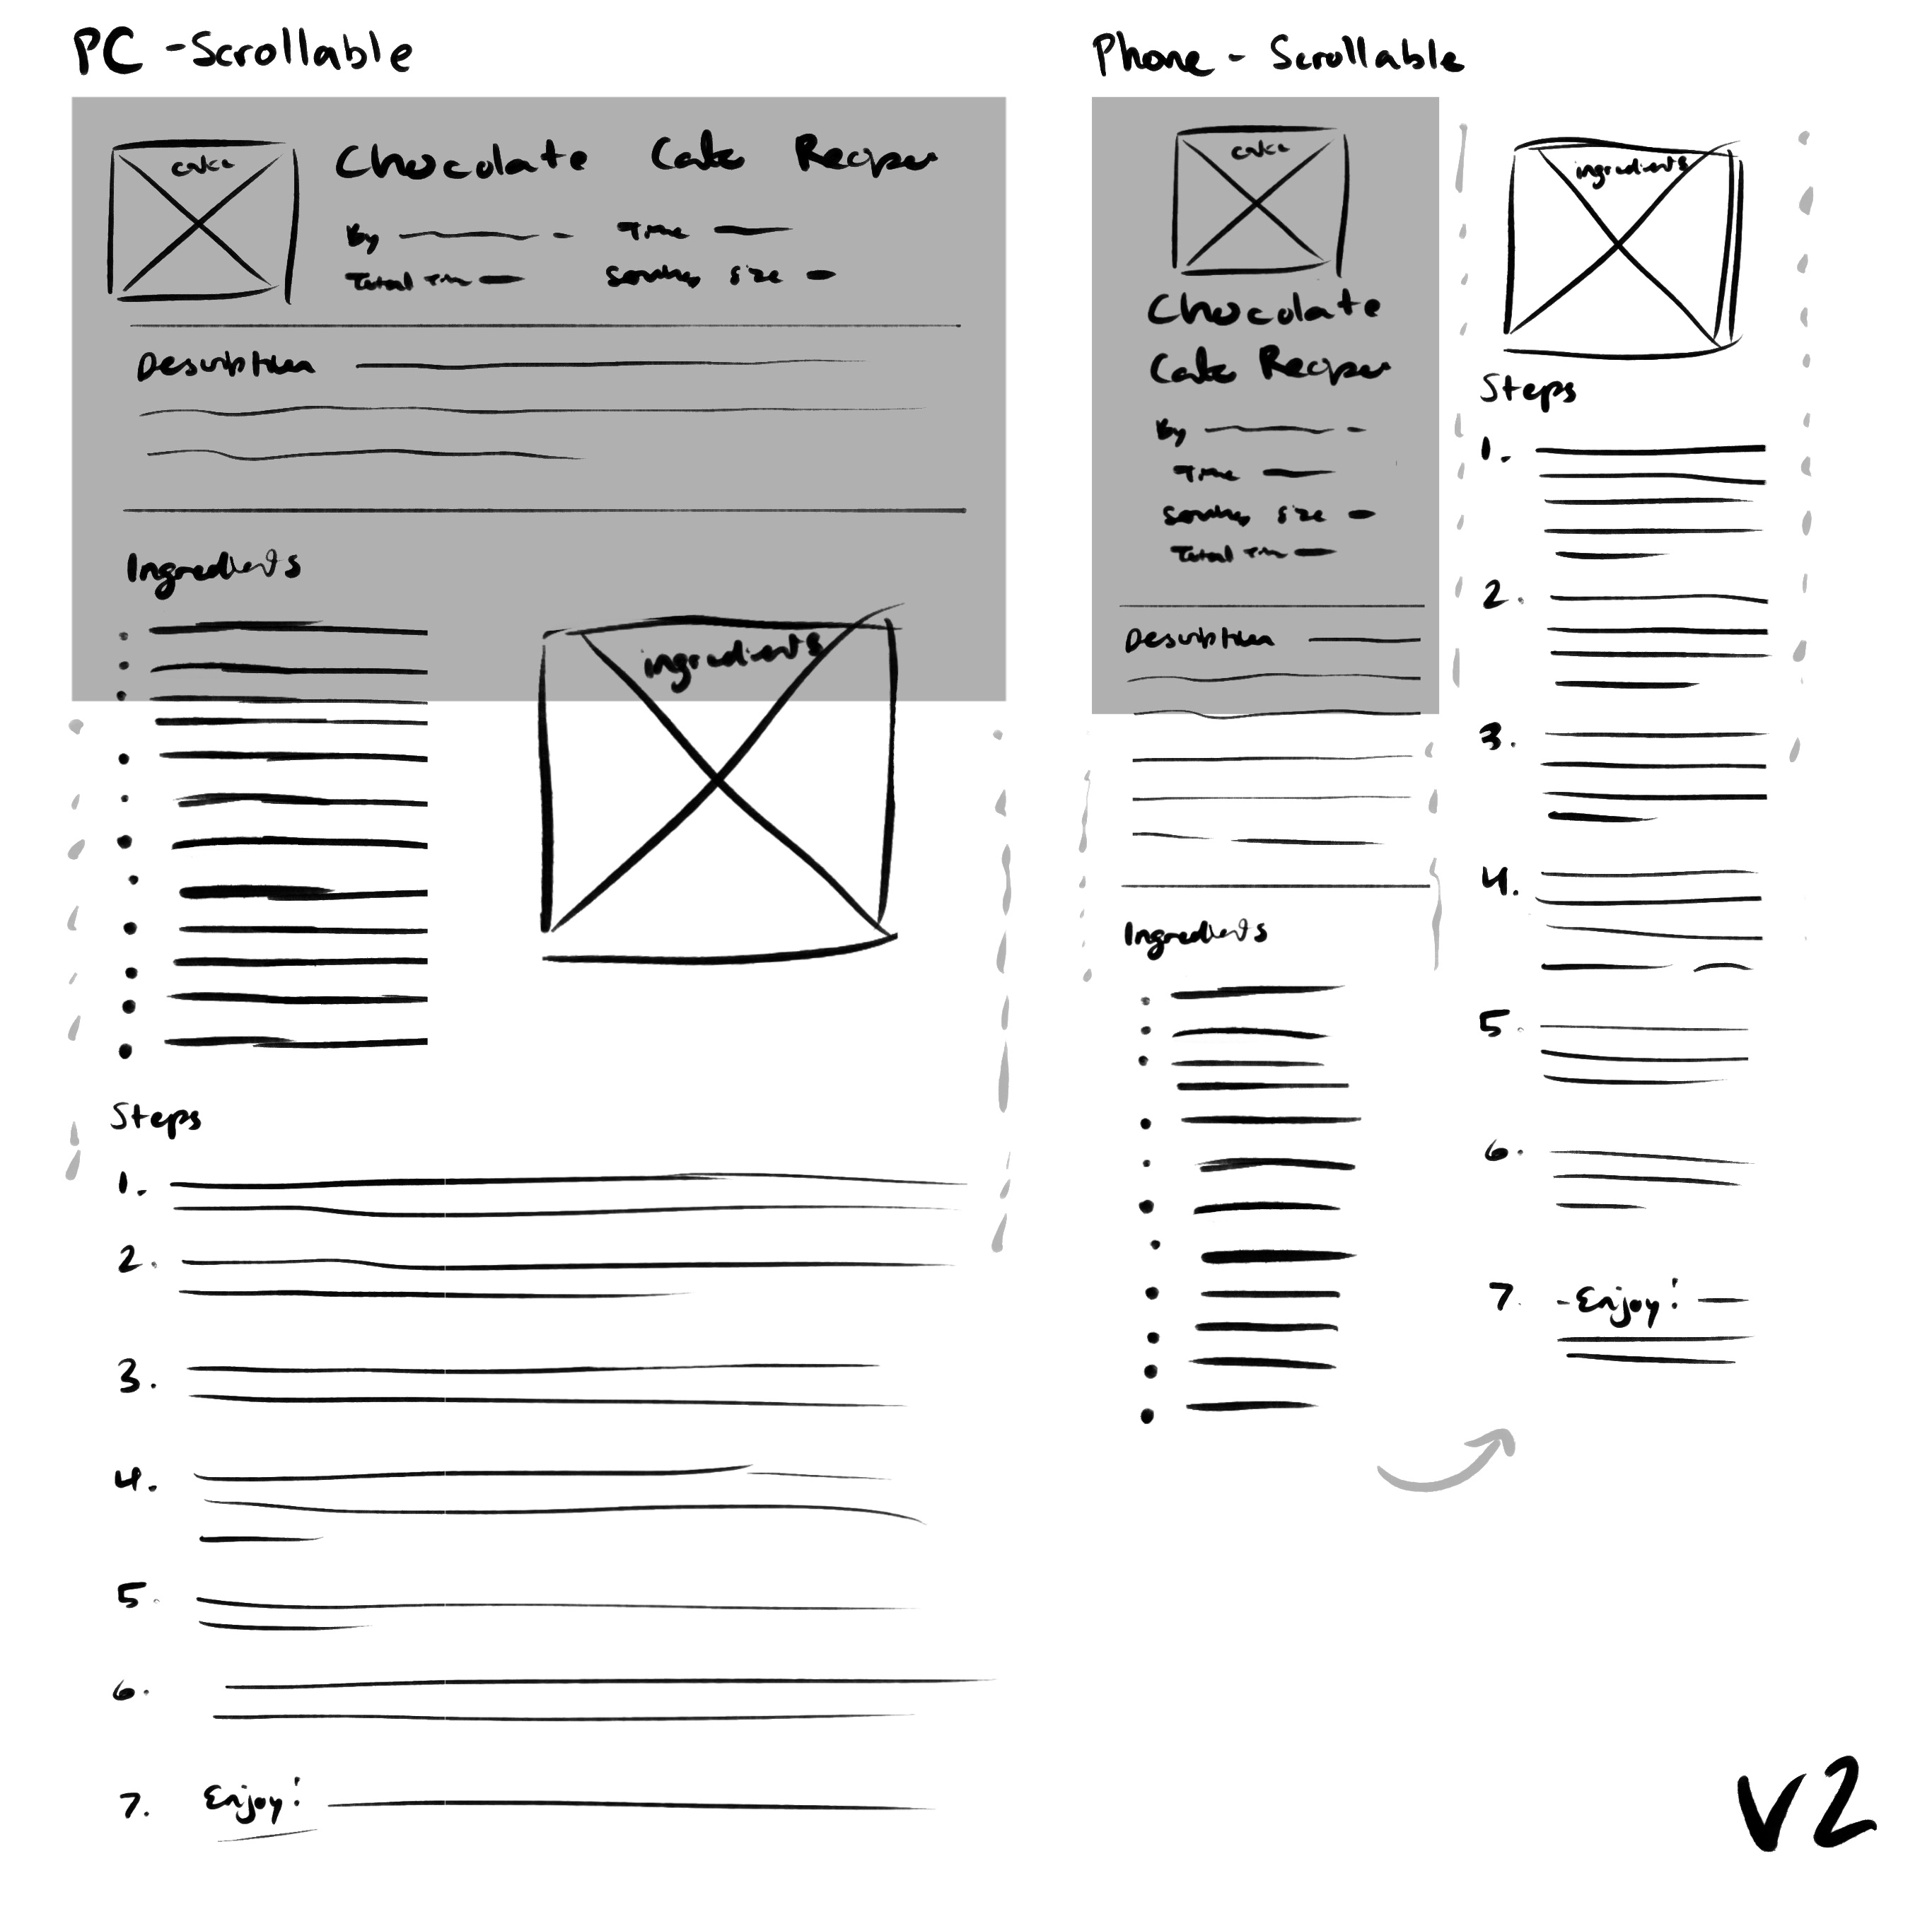 PC - Scrollable
cake
Chocolate Cake Recipe
By
Time
Total Time
Serving Size
Description
Ingredients
ingredients
Steps
1.
2.
3.
4.
5.
6.
7. Enjoy!
Phone - Scrollable
cake
Chocolate
Cake Recipe
By
Time
Serving Size
Total Time
Description
Ingredients
ingredients
Steps
1.
2.
3.
4.
5.
6.
7. Enjoy!
V2